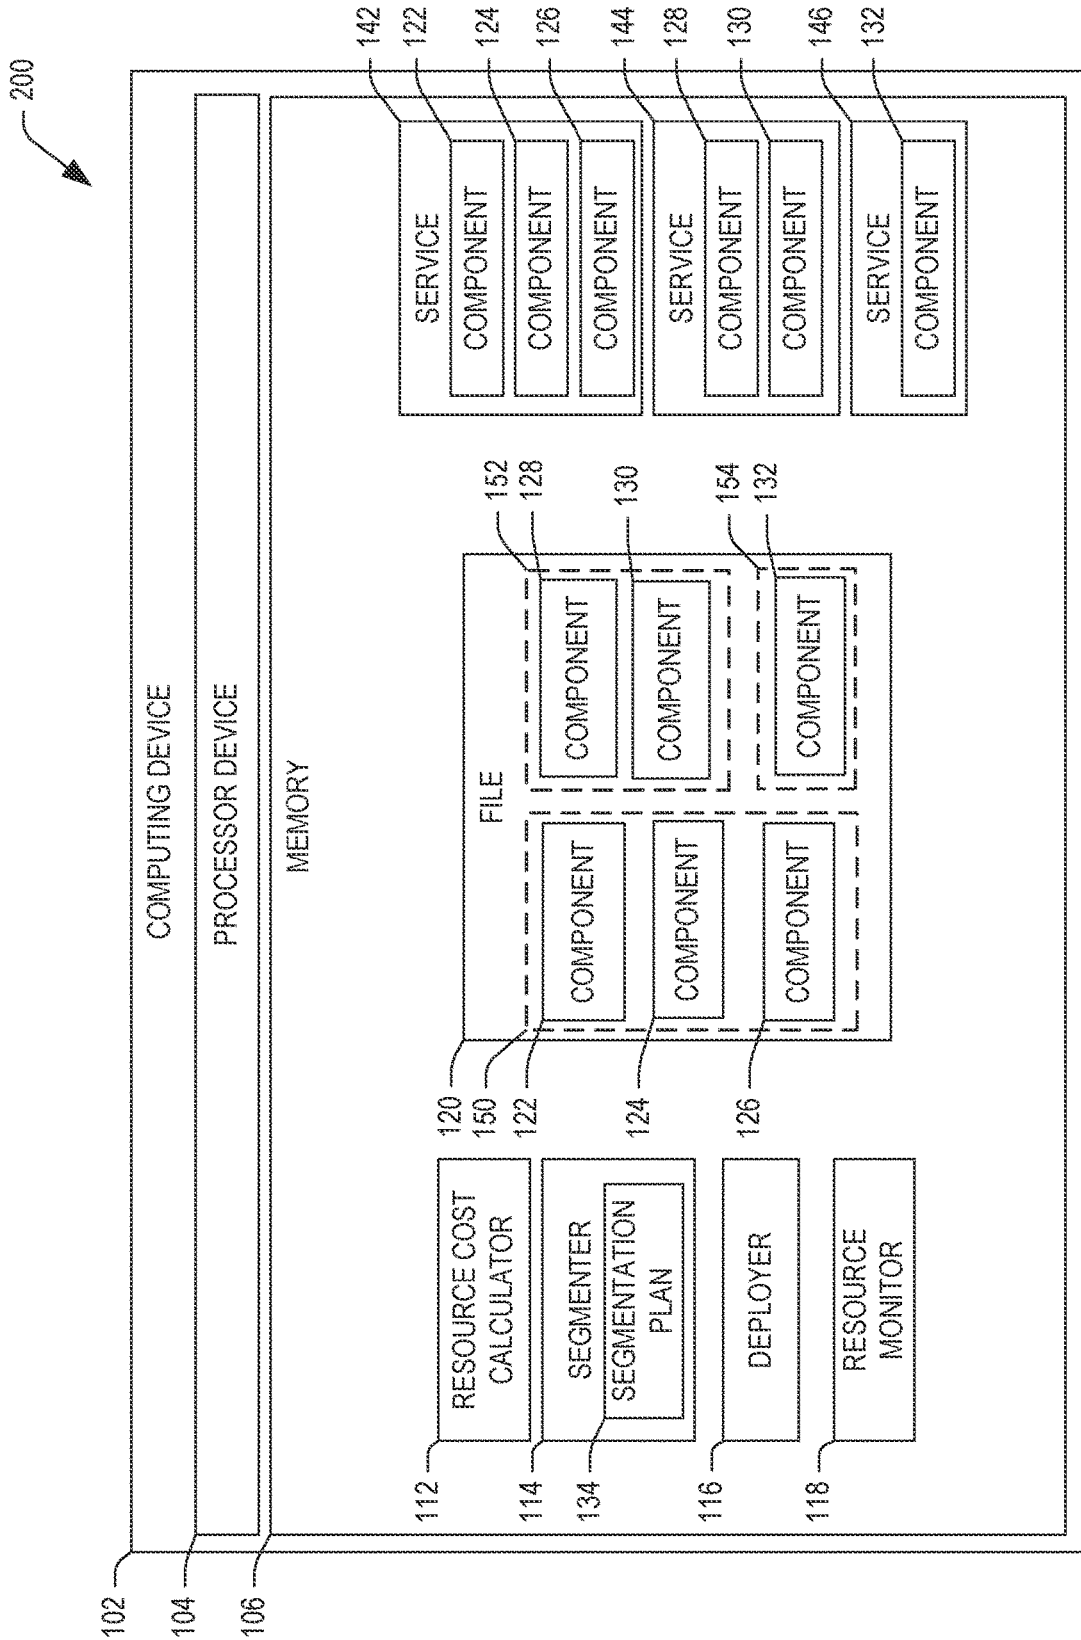 200
102
COMPUTING DEVICE
104
PROCESSOR DEVICE
106
MEMORY
112
RESOURCE COST
CALCULATOR
114
SEGMENTER
134
SEGMENTATION
PLAN
116
DEPLOYER
118
RESOURCE
MONITOR
120
FILE
150
122
COMPONENT
124
COMPONENT
126
COMPONENT
152
128
COMPONENT
130
COMPONENT
154
132
COMPONENT
142
SERVICE
122
COMPONENT
124
COMPONENT
126
COMPONENT
144
SERVICE
128
COMPONENT
130
COMPONENT
146
SERVICE
132
COMPONENT